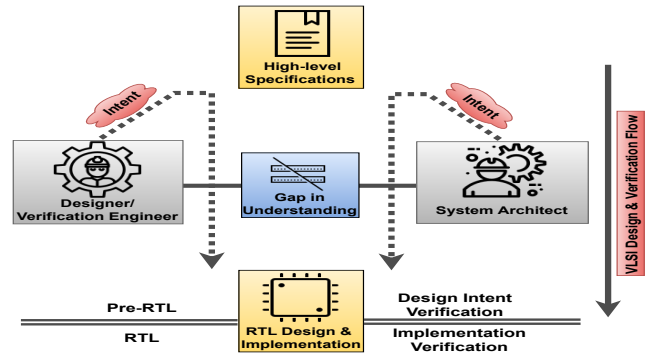 High-level
Specifications
Intent
Intent
Designer/
Verification Engineer
Gap in
Understanding
System Architect
VLSI Design & Verification Flow
Pre-RTL
RTL
RTL Design &
Implementation
Design Intent
Verification
Implementation
Verification